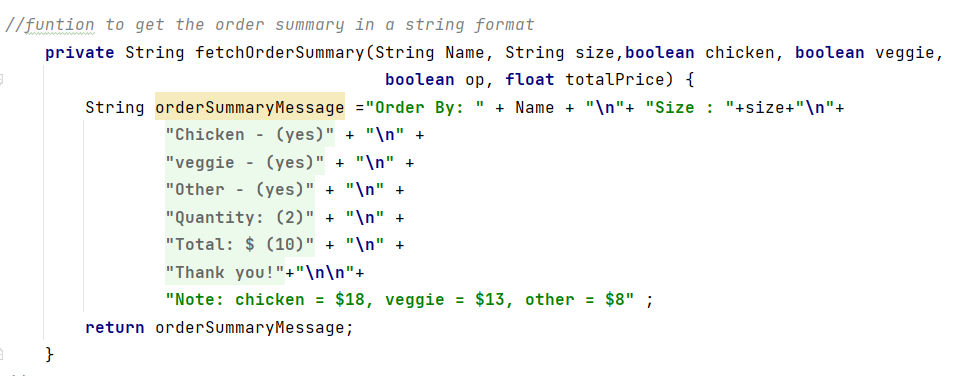 //funtion to get the order summary in a string format
private String fetchOrderSummary(String Name, String size,boolean chicken, boolean veggie,
boolean op, float totalPrice) {
String orderSummaryMessage ="Order By: " + Name + "\n"+ "Size : "+size+"\n"+
"Chicken - (yes)" + "\n" +
"veggie - (yes)" + "\n" +
"Other - (yes)" + "\n" +
"Quantity: (2)" + "\n" +
"Total: $ (10)" + "\n" +
"Thank you!"+"\n\n"+
"Note: chicken = $18, veggie = $13, other = $8" ;
return orderSummaryMessage;
}